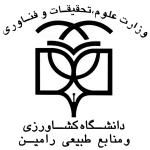 وزارت علوم،تحقیقات و فناوری
دانشگاه کشاورزی
و منابع طبیعی رامین